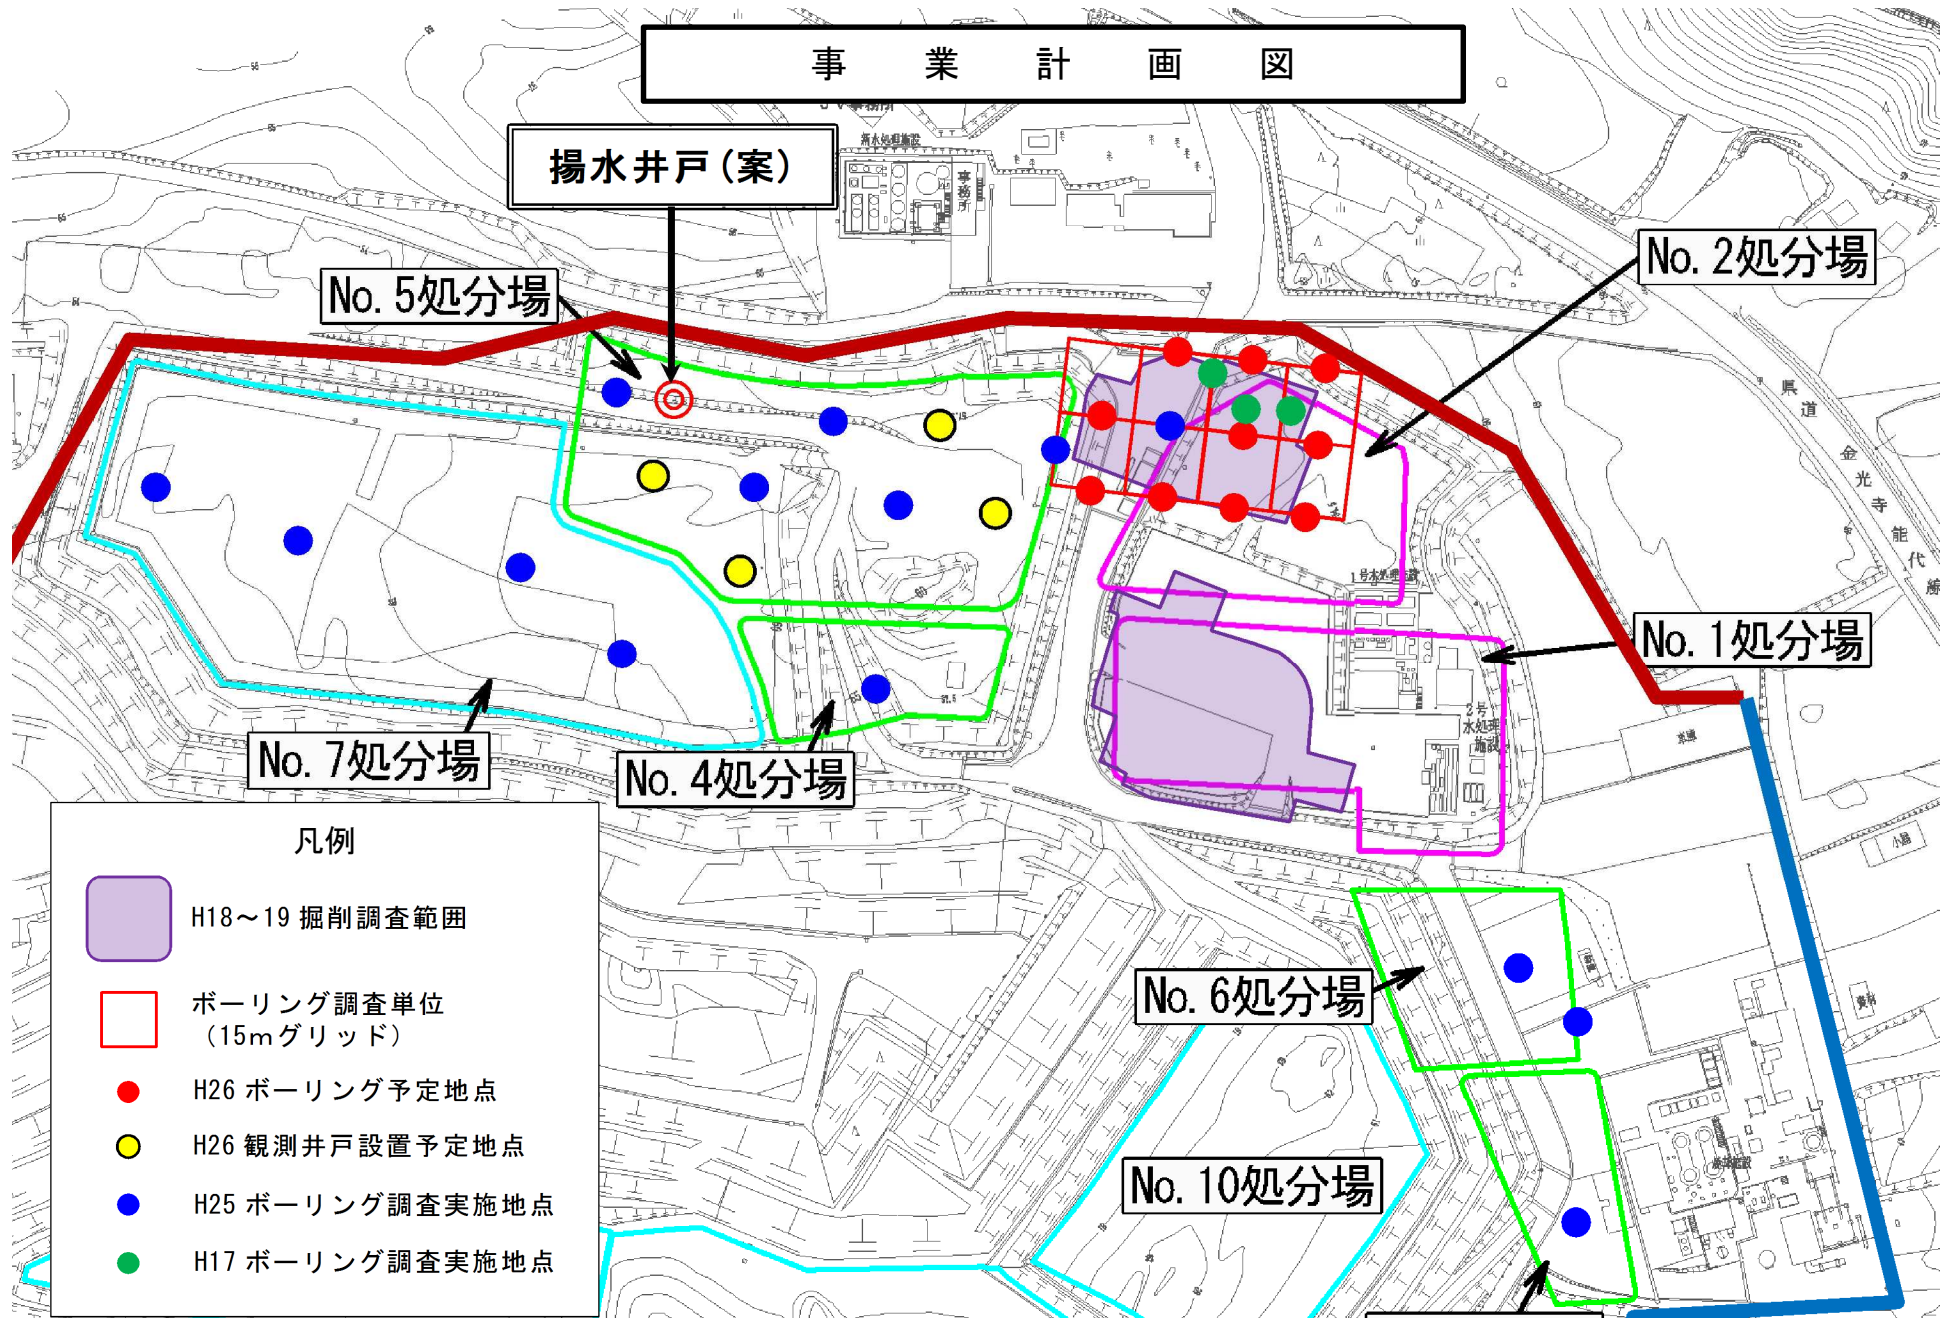 事業計画図
揚水井戸(案)
事務所
No.5処分場
No.2処分場
県道
金光寺能代線
1号水処理施設
No.1処分場
2号
水処理
施設
No.7処分場
No.4処分場
凡例
H18～19 掘削調査範囲
ボーリング調査単位
(15mグリッド)
H26 ボーリング予定地点
H26 観測井戸設置予定地点
H25 ボーリング調査実施地点
H17 ボーリング調査実施地点
No.6処分場
No.10処分場
小屋